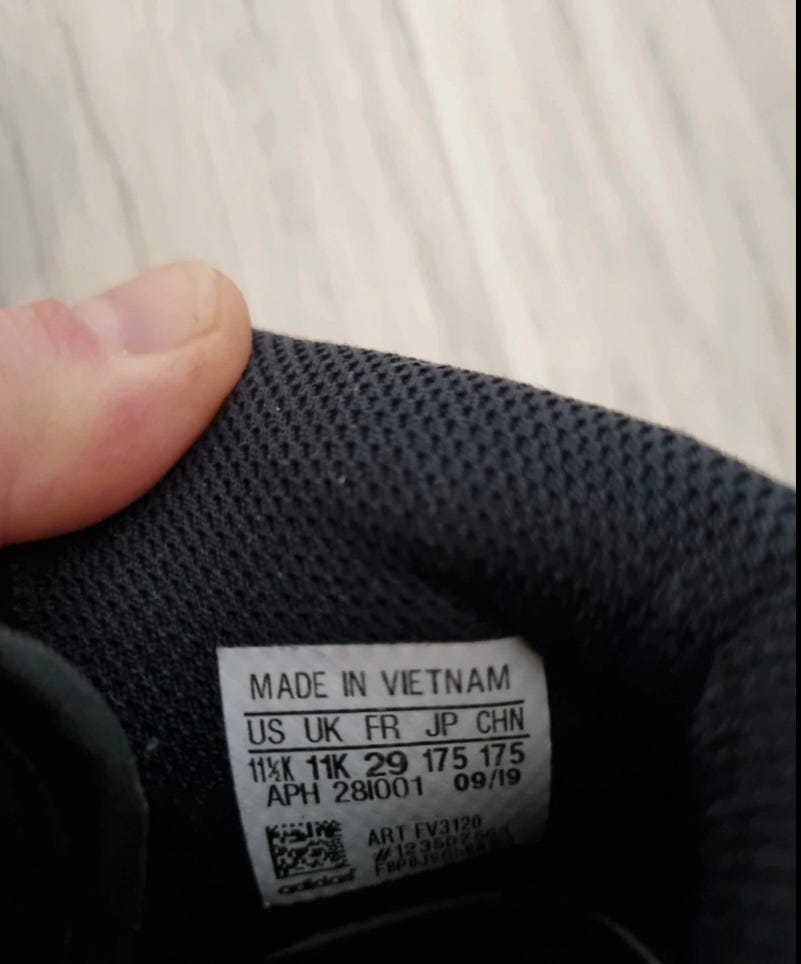 MADE IN VIETNAM
US UK FR JP CHN
11½K 11K 29 175 175
APH 28I001 09/19
ART FV3120
adidas